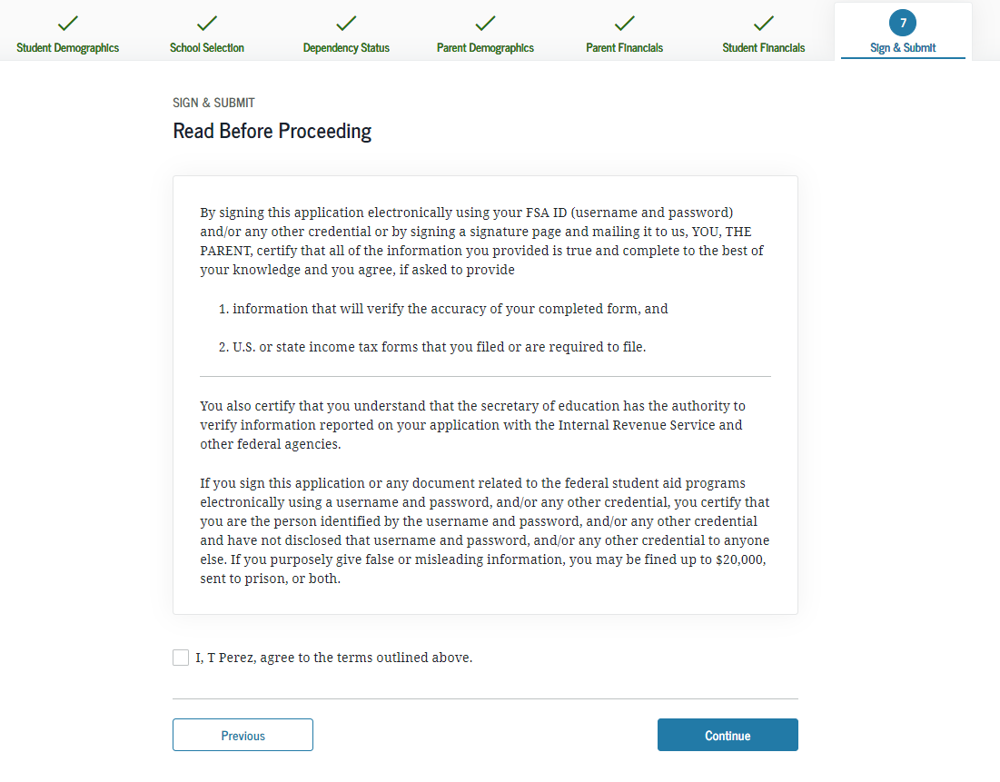 Student Demographics
School Selection
Dependency Status
Parent Demographics
Parent Financials
Student Financials
7
Sign & Submit
SIGN & SUBMIT
Read Before Proceeding
By signing this application electronically using your FSA ID (username and password)
and/or any other credential or by signing a signature page and mailing it to us, YOU, THE
PARENT, certify that all of the information you provided is true and complete to the best of
your knowledge and you agree, if asked to provide
1. information that will verify the accuracy of your completed form, and
2. U.S. or state income tax forms that you filed or are required to file.
You also certify that you understand that the secretary of education has the authority to
verify information reported on your application with the Internal Revenue Service and
other federal agencies.
If you sign this application or any document related to the federal student aid programs
electronically using a username and password, and/or any other credential, you certify that
you are the person identified by the username and password, and/or any other credential
and have not disclosed that username and password, and/or any other credential to anyone
else. If you purposely give false or misleading information, you may be fined up to $20,000,
sent to prison, or both.
I, T Perez, agree to the terms outlined above.
Previous
Continue